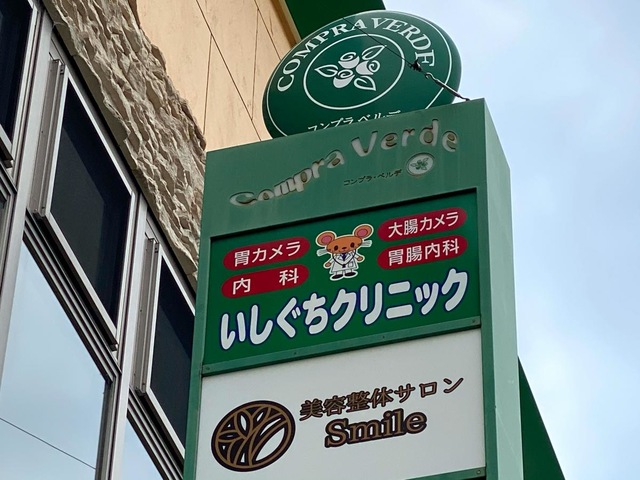 COMPRAVERDE
コンプラベルデ
Compra Verde
コンプラ・ベルデ
胃カメラ
大腸カメラ
内科
胃腸内科
いしぐちクリニック
美容整体サロン
Smile